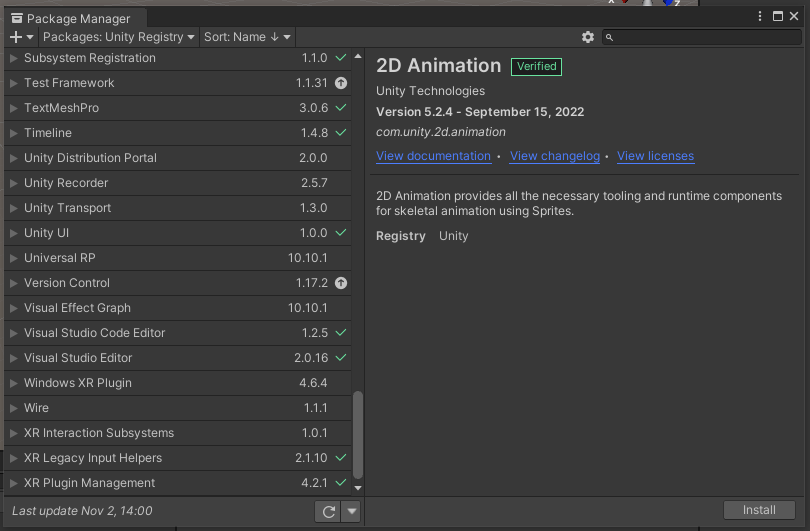 Package Manager
Packages: Unity Registry
Sort: Name ↓
Subsystem Registration 1.1.0
Test Framework 1.1.31
TextMeshPro 3.0.6
Timeline 1.4.8
Unity Distribution Portal 2.0.0
Unity Recorder 2.5.7
Unity Transport 1.3.0
Unity UI 1.0.0
Universal RP 10.10.1
Version Control 1.17.2
Visual Effect Graph 10.10.1
Visual Studio Code Editor 1.2.5
Visual Studio Editor 2.0.16
Windows XR Plugin 4.6.4
Wire 1.1.1
XR Interaction Subsystems 1.0.1
XR Legacy Input Helpers 2.1.10
XR Plugin Management 4.2.1
Last update Nov 2, 14:00
2D Animation Verified
Unity Technologies
Version 5.2.4 - September 15, 2022
com.unity.2d.animation
View documentation • View changelog • View licenses
2D Animation provides all the necessary tooling and runtime components
for skeletal animation using Sprites.
Registry Unity
Install